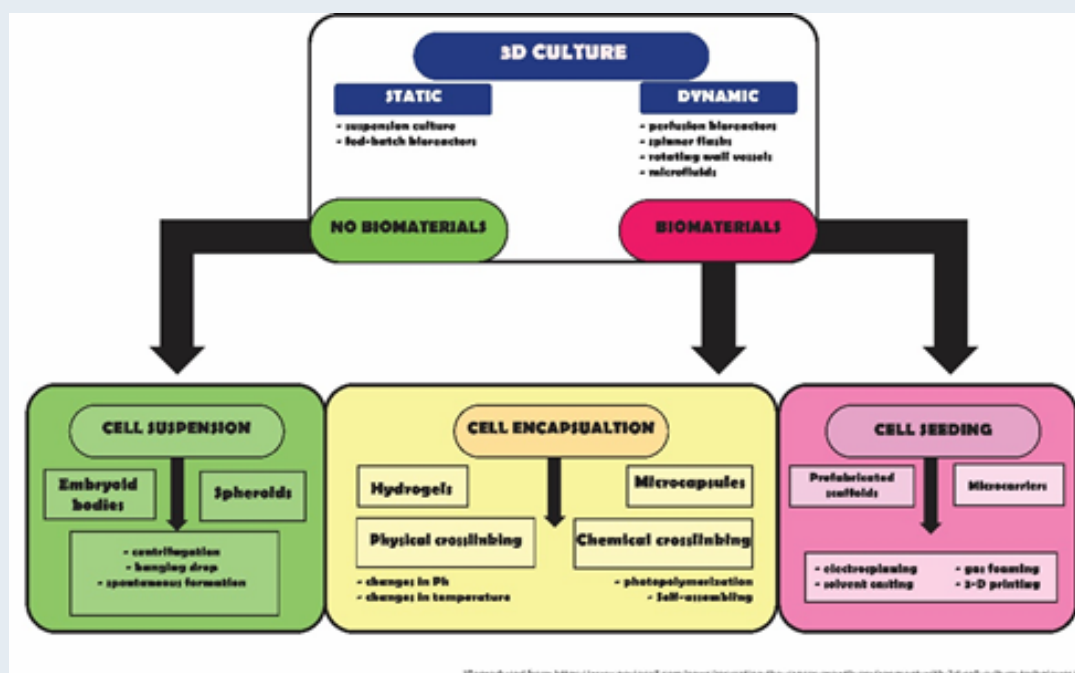 3D CULTURE
STATIC
- suspension culture
- fed-batch bioreactors
DYNAMIC
- perfusion bioreactors
- spinner flasks
- rotating wall vessels
- microfluids
NO BIOMATERIALS
BIOMATERIALS
CELL SUSPENSION
Embryoid
bodies
Spheroids
- centrifugation
- hanging drop
- spontaneous formation
CELL ENCAPSUALTION
Hydrogels
Microcapsules
Physical crosslinking
Chemical crosslinking
- changes in Ph
- changes in temperature
- photopolymerization
- Self-assembling
CELL SEEDING
Prefabricated
scaffolds
Microcarriers
- electrospinning
- solvent casting
- gas foaming
- 3-D printing